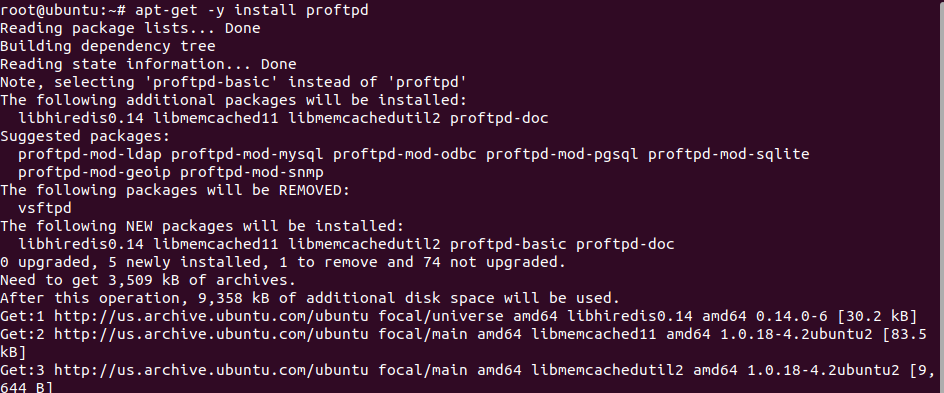 root@ubuntu:~# apt-get -y install proftpd
Reading package lists... Done
Building dependency tree
Reading state information... Done
Note, selecting 'proftpd-basic' instead of 'proftpd'
The following additional packages will be installed:
  libhiredis0.14 libmemcached11 libmemcachedutil2 proftpd-doc
Suggested packages:
  proftpd-mod-ldap proftpd-mod-mysql proftpd-mod-odbc proftpd-mod-pgsql proftpd-mod-sqlite
  proftpd-mod-geoip proftpd-mod-snmp
The following packages will be REMOVED:
  vsftpd
The following NEW packages will be installed:
  libhiredis0.14 libmemcached11 libmemcachedutil2 proftpd-basic proftpd-doc
0 upgraded, 5 newly installed, 1 to remove and 74 not upgraded.
Need to get 3,509 kB of archives.
After this operation, 9,358 kB of additional disk space will be used.
Get:1 http://us.archive.ubuntu.com/ubuntu focal/universe amd64 libhiredis0.14 amd64 0.14.0-6 [30.2 kB]
Get:2 http://us.archive.ubuntu.com/ubuntu focal/main amd64 libmemcached11 amd64 1.0.18-4.2ubuntu2 [83.5
kB]
Get:3 http://us.archive.ubuntu.com/ubuntu focal/main amd64 libmemcachedutil2 amd64 1.0.18-4.2ubuntu2 [9,
644 B]